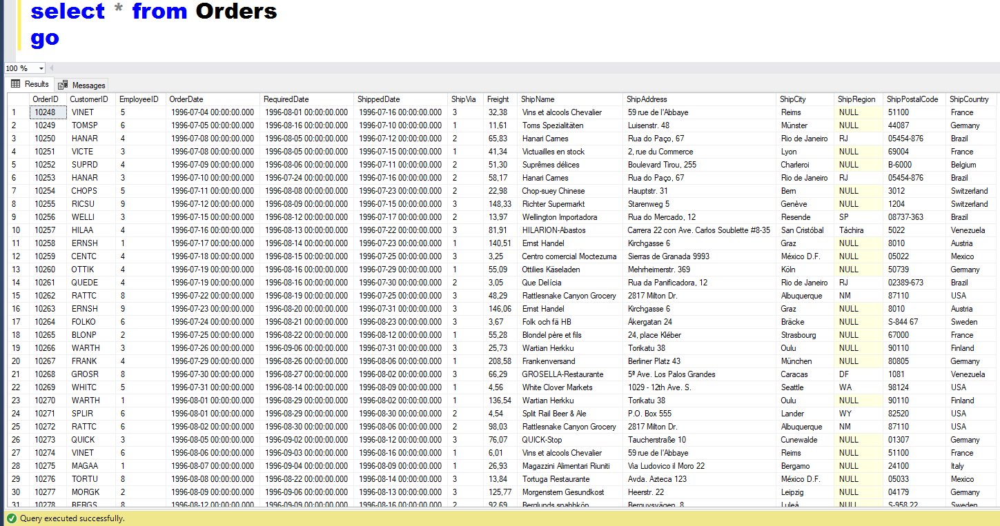 select * from Orders
go
100 %
Results Messages
OrderID CustomerID EmployeeID OrderDate RequiredDate ShippedDate ShipVia Freight ShipName ShipAddress ShipCity ShipRegion ShipPostalCode ShipCountry
1 10248 VINET 5 1996-07-04 00:00:00.000 1996-08-01 00:00:00.000 1996-07-16 00:00:00.000 3 32,38 Vins et alcools Chevalier 59 rue de l'Abbaye Reims NULL 51100 France
2 10249 TOMSP 6 1996-07-05 00:00:00.000 1996-08-16 00:00:00.000 1996-07-10 00:00:00.000 1 11,61 Toms Spezialitäten Luisenstr. 48 Münster NULL 44087 Germany
3 10250 HANAR 4 1996-07-08 00:00:00.000 1996-08-05 00:00:00.000 1996-07-12 00:00:00.000 2 65,83 Hanari Carnes Rua do Paço, 67 Rio de Janeiro RJ 05454-876 Brazil
4 10251 VICTE 3 1996-07-08 00:00:00.000 1996-08-05 00:00:00.000 1996-07-15 00:00:00.000 1 41,34 Victuailles en stock 2, rue du Commerce Lyon NULL 69004 France
5 10252 SUPRD 4 1996-07-09 00:00:00.000 1996-08-06 00:00:00.000 1996-07-11 00:00:00.000 2 51,30 Suprêmes délices Boulevard Tirou, 255 Charleroi NULL B-6000 Belgium
6 10253 HANAR 3 1996-07-10 00:00:00.000 1996-07-24 00:00:00.000 1996-07-16 00:00:00.000 2 58,17 Hanari Carnes Rua do Paço, 67 Rio de Janeiro RJ 05454-876 Brazil
7 10254 CHOPS 5 1996-07-11 00:00:00.000 1996-08-08 00:00:00.000 1996-07-23 00:00:00.000 2 22,98 Chop-suey Chinese Hauptstr. 31 Bern NULL 3012 Switzerland
8 10255 RICSU 9 1996-07-12 00:00:00.000 1996-08-09 00:00:00.000 1996-07-15 00:00:00.000 3 148,33 Richter Supermarkt Starenweg 5 Genève NULL 1204 Switzerland
9 10256 WELLI 3 1996-07-15 00:00:00.000 1996-08-12 00:00:00.000 1996-07-17 00:00:00.000 2 13,97 Wellington Importadora Rua do Mercado, 12 Resende SP 08737-363 Brazil
10 10257 HILAA 4 1996-07-16 00:00:00.000 1996-08-13 00:00:00.000 1996-07-22 00:00:00.000 3 81,91 HILARION-Abastos Carrera 22 con Ave. Carlos Soublette #8-35 San Cristóbal Táchira 5022 Venezuela
11 10258 ERNSH 1 1996-07-17 00:00:00.000 1996-08-14 00:00:00.000 1996-07-23 00:00:00.000 1 140,51 Ernst Handel Kirchgasse 6 Graz NULL 8010 Austria
12 10259 CENTC 4 1996-07-18 00:00:00.000 1996-08-15 00:00:00.000 1996-07-25 00:00:00.000 3 3,25 Centro comercial Moctezuma Sierras de Granada 9993 México D.F. NULL 05022 Mexico
13 10260 OTTIK 4 1996-07-19 00:00:00.000 1996-08-16 00:00:00.000 1996-07-29 00:00:00.000 1 55,09 Ottilies Käseladen Mehrheimerstr. 369 Köln NULL 50739 Germany
14 10261 QUEDE 4 1996-07-19 00:00:00.000 1996-08-16 00:00:00.000 1996-07-30 00:00:00.000 2 3,05 Que Delícia Rua da Panificadora, 12 Rio de Janeiro RJ 02389-673 Brazil
15 10262 RATTC 8 1996-07-22 00:00:00.000 1996-08-19 00:00:00.000 1996-07-25 00:00:00.000 3 48,29 Rattlesnake Canyon Grocery 2817 Milton Dr. Albuquerque NM 87110 USA
16 10263 ERNSH 9 1996-07-23 00:00:00.000 1996-08-20 00:00:00.000 1996-07-31 00:00:00.000 3 146,06 Ernst Handel Kirchgasse 6 Graz NULL 8010 Austria
17 10264 FOLKO 6 1996-07-24 00:00:00.000 1996-08-21 00:00:00.000 1996-08-23 00:00:00.000 3 3,67 Folk och fä HB Åkergatan 24 Bräcke NULL S-844 67 Sweden
18 10265 BLONP 2 1996-07-25 00:00:00.000 1996-08-22 00:00:00.000 1996-08-12 00:00:00.000 1 55,28 Blondel père et fils 24, place Kléber Strasbourg NULL 67000 France
19 10266 WARTH 3 1996-07-26 00:00:00.000 1996-09-06 00:00:00.000 1996-07-31 00:00:00.000 3 25,73 Wartian Herkku Torikatu 38 Oulu NULL 90110 Finland
20 10267 FRANK 4 1996-07-29 00:00:00.000 1996-08-26 00:00:00.000 1996-08-06 00:00:00.000 1 208,58 Frankenversand Berliner Platz 43 München NULL 80805 Germany
21 10268 GROSR 8 1996-07-30 00:00:00.000 1996-08-27 00:00:00.000 1996-08-02 00:00:00.000 3 66,29 GROSELLA-Restaurante 5ª Ave. Los Palos Grandes Caracas DF 1081 Venezuela
22 10269 WHITC 5 1996-07-31 00:00:00.000 1996-08-14 00:00:00.000 1996-08-09 00:00:00.000 1 4,56 White Clover Markets 1029 - 12th Ave. S. Seattle WA 98124 USA
23 10270 WARTH 1 1996-08-01 00:00:00.000 1996-08-29 00:00:00.000 1996-08-02 00:00:00.000 1 136,54 Wartian Herkku Torikatu 38 Oulu NULL 90110 Finland
24 10271 SPLIR 6 1996-08-01 00:00:00.000 1996-08-29 00:00:00.000 1996-08-30 00:00:00.000 2 4,54 Split Rail Beer & Ale P.O. Box 555 Lander WY 82520 USA
25 10272 RATTC 6 1996-08-02 00:00:00.000 1996-08-30 00:00:00.000 1996-08-06 00:00:00.000 2 98,03 Rattlesnake Canyon Grocery 2817 Milton Dr. Albuquerque NM 87110 USA
26 10273 QUICK 3 1996-08-05 00:00:00.000 1996-09-02 00:00:00.000 1996-08-12 00:00:00.000 3 76,07 QUICK-Stop Taucherstraße 10 Cunewalde NULL 01307 Germany
27 10274 VINET 6 1996-08-06 00:00:00.000 1996-09-03 00:00:00.000 1996-08-16 00:00:00.000 1 6,01 Vins et alcools Chevalier 59 rue de l'Abbaye Reims NULL 51100 France
28 10275 MAGAA 1 1996-08-07 00:00:00.000 1996-09-04 00:00:00.000 1996-08-09 00:00:00.000 1 26,93 Magazzini Alimentari Riuniti Via Ludovico il Moro 22 Bergamo NULL 24100 Italy
29 10276 TORTU 8 1996-08-08 00:00:00.000 1996-08-22 00:00:00.000 1996-08-14 00:00:00.000 3 13,84 Tortuga Restaurante Avda. Azteca 123 México D.F. NULL 05033 Mexico
30 10277 MORGK 2 1996-08-09 00:00:00.000 1996-09-06 00:00:00.000 1996-08-13 00:00:00.000 3 125,77 Morgenstern Gesundkost Heerstr. 22 Leipzig NULL 04179 Germany
31 10278 BERGS 8 1996-08-12 00:00:00.000 1996-09-09 00:00:00.000 1996-08-16 00:00:00.000 2 92,69 Berglunds snabbköp Berguvsvägen 8 Luleå NULL S-958 22 Sweden
Query executed successfully.